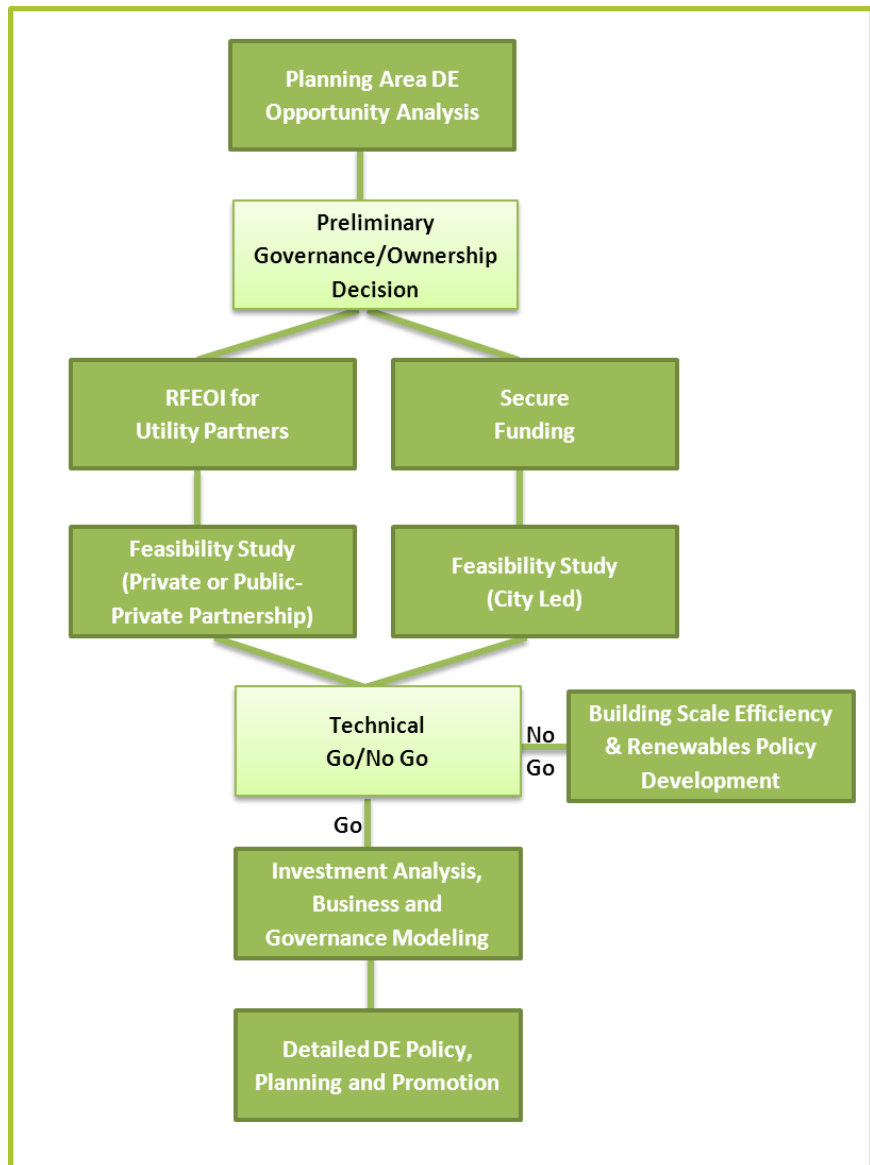 Planning Area DE
Opportunity Analysis
Preliminary
Governance/Ownership
Decision
RFEOI for
Utility Partners
Secure
Funding
Feasibility Study
(Private or Public-
Private Partnership)
Feasibility Study
(City Led)
Technical
Go/No Go
No
Go
Building Scale Efficiency
& Renewables Policy
Development
Go
Investment Analysis,
Business and
Governance Modeling
Detailed DE Policy,
Planning and Promotion